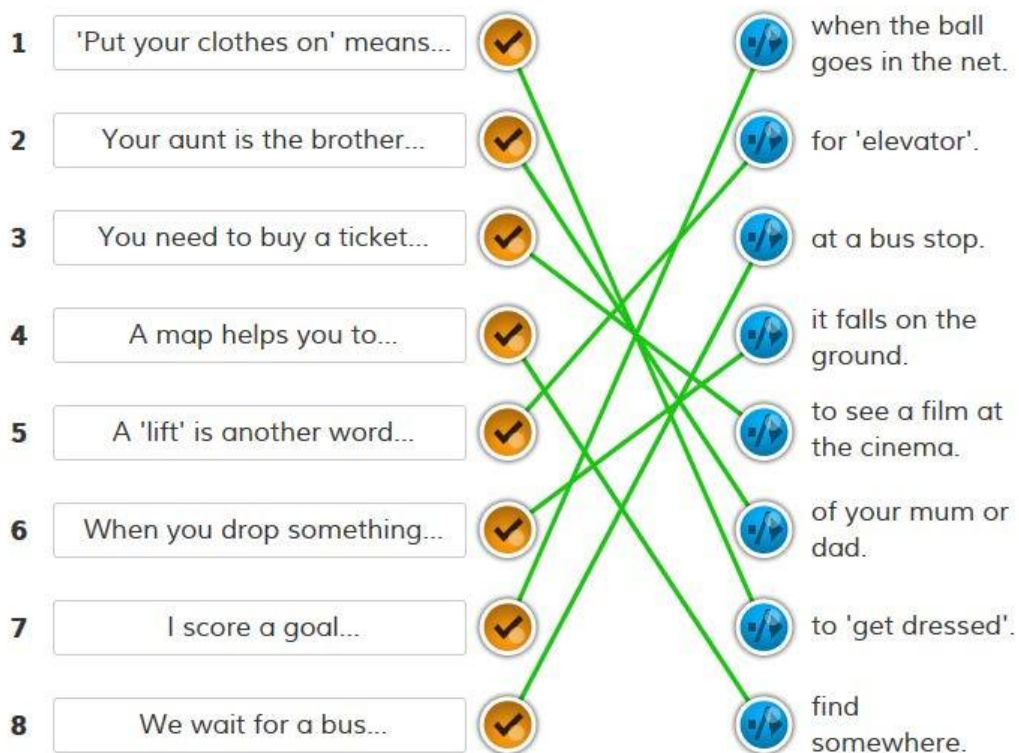 1 'Put your clothes on' means...
when the ball
goes in the net.
2 Your aunt is the brother...
for 'elevator'.
3 You need to buy a ticket...
at a bus stop.
4 A map helps you to...
it falls on the
ground.
5 A 'lift' is another word...
to see a film at
the cinema.
6 When you drop something...
of your mum or
dad.
7 I score a goal...
to 'get dressed'.
8 We wait for a bus...
find
somewhere.